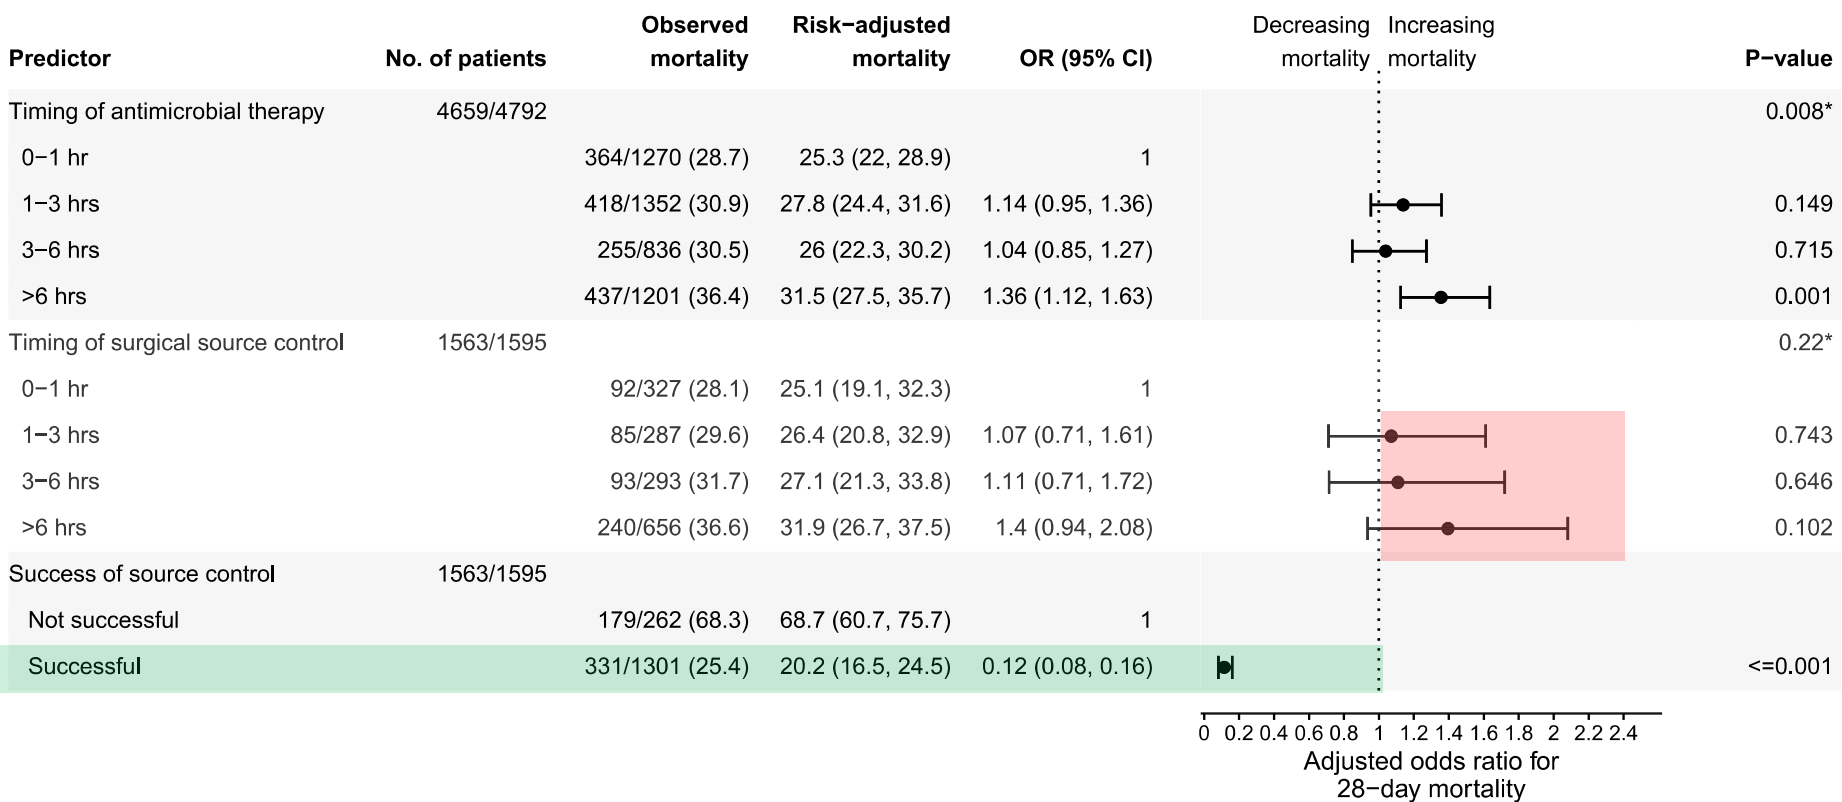 Observed Risk−adjusted Decreasing Increasing
Predictor No. of patients mortality mortality OR (95% CI) mortality mortality P−value
Timing of antimicrobial therapy 4659/4792 0.008*
0−1 hr 364/1270 (28.7) 25.3 (22, 28.9) 1
1−3 hrs 418/1352 (30.9) 27.8 (24.4, 31.6) 1.14 (0.95, 1.36) 0.149
3−6 hrs 255/836 (30.5) 26 (22.3, 30.2) 1.04 (0.85, 1.27) 0.715
>6 hrs 437/1201 (36.4) 31.5 (27.5, 35.7) 1.36 (1.12, 1.63) 0.001
Timing of surgical source control 1563/1595 0.22*
0−1 hr 92/327 (28.1) 25.1 (19.1, 32.3) 1
1−3 hrs 85/287 (29.6) 26.4 (20.8, 32.9) 1.07 (0.71, 1.61) 0.743
3−6 hrs 93/293 (31.7) 27.1 (21.3, 33.8) 1.11 (0.71, 1.72) 0.646
>6 hrs 240/656 (36.6) 31.9 (26.7, 37.5) 1.4 (0.94, 2.08) 0.102
Success of source control 1563/1595
Not successful 179/262 (68.3) 68.7 (60.7, 75.7) 1
Successful 331/1301 (25.4) 20.2 (16.5, 24.5) 0.12 (0.08, 0.16) <=0.001
0 0.2 0.4 0.6 0.8 1 1.2 1.4 1.6 1.8 2 2.2 2.4
Adjusted odds ratio for
28−day mortality